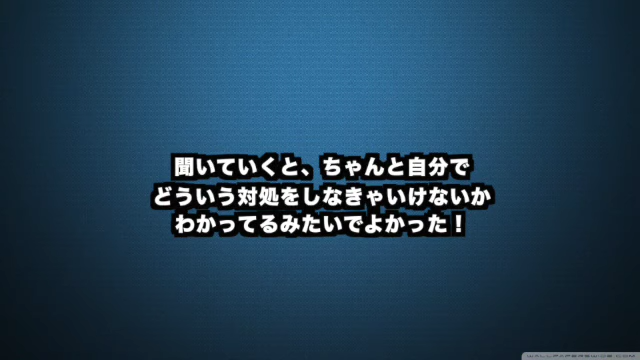 聞いていくと、ちゃんと自分で
どういう対処をしなきゃいけないか
わかってるみたいでよかった！